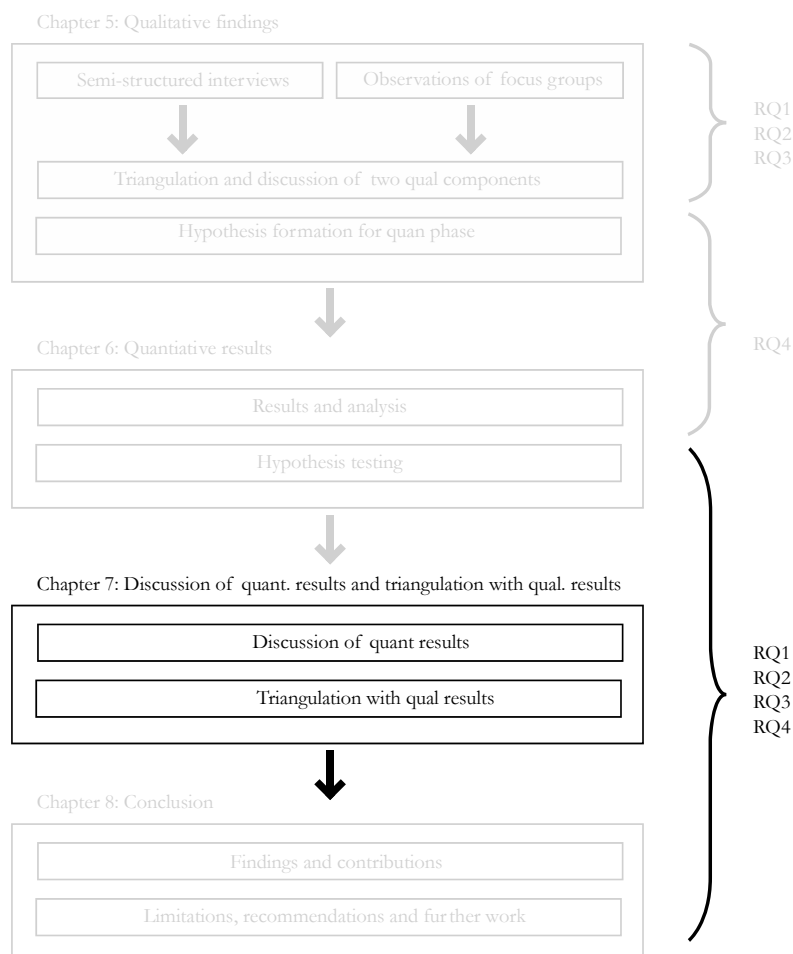 Chapter 5: Qualitative findings
Semi-structured interviews
Observations of focus groups
Triangulation and discussion of two qual components
Hypothesis formation for quan phase
RQ1
RQ2
RQ3
RQ4
Chapter 6: Quantiative results
Results and analysis
Hypothesis testing
Chapter 7: Discussion of quant. results and triangulation with qual. results
Discussion of quant results
Triangulation with qual results
RQ1
RQ2
RQ3
RQ4
Chapter 8: Conclusion
Findings and contributions
Limitations, recommendations and further work